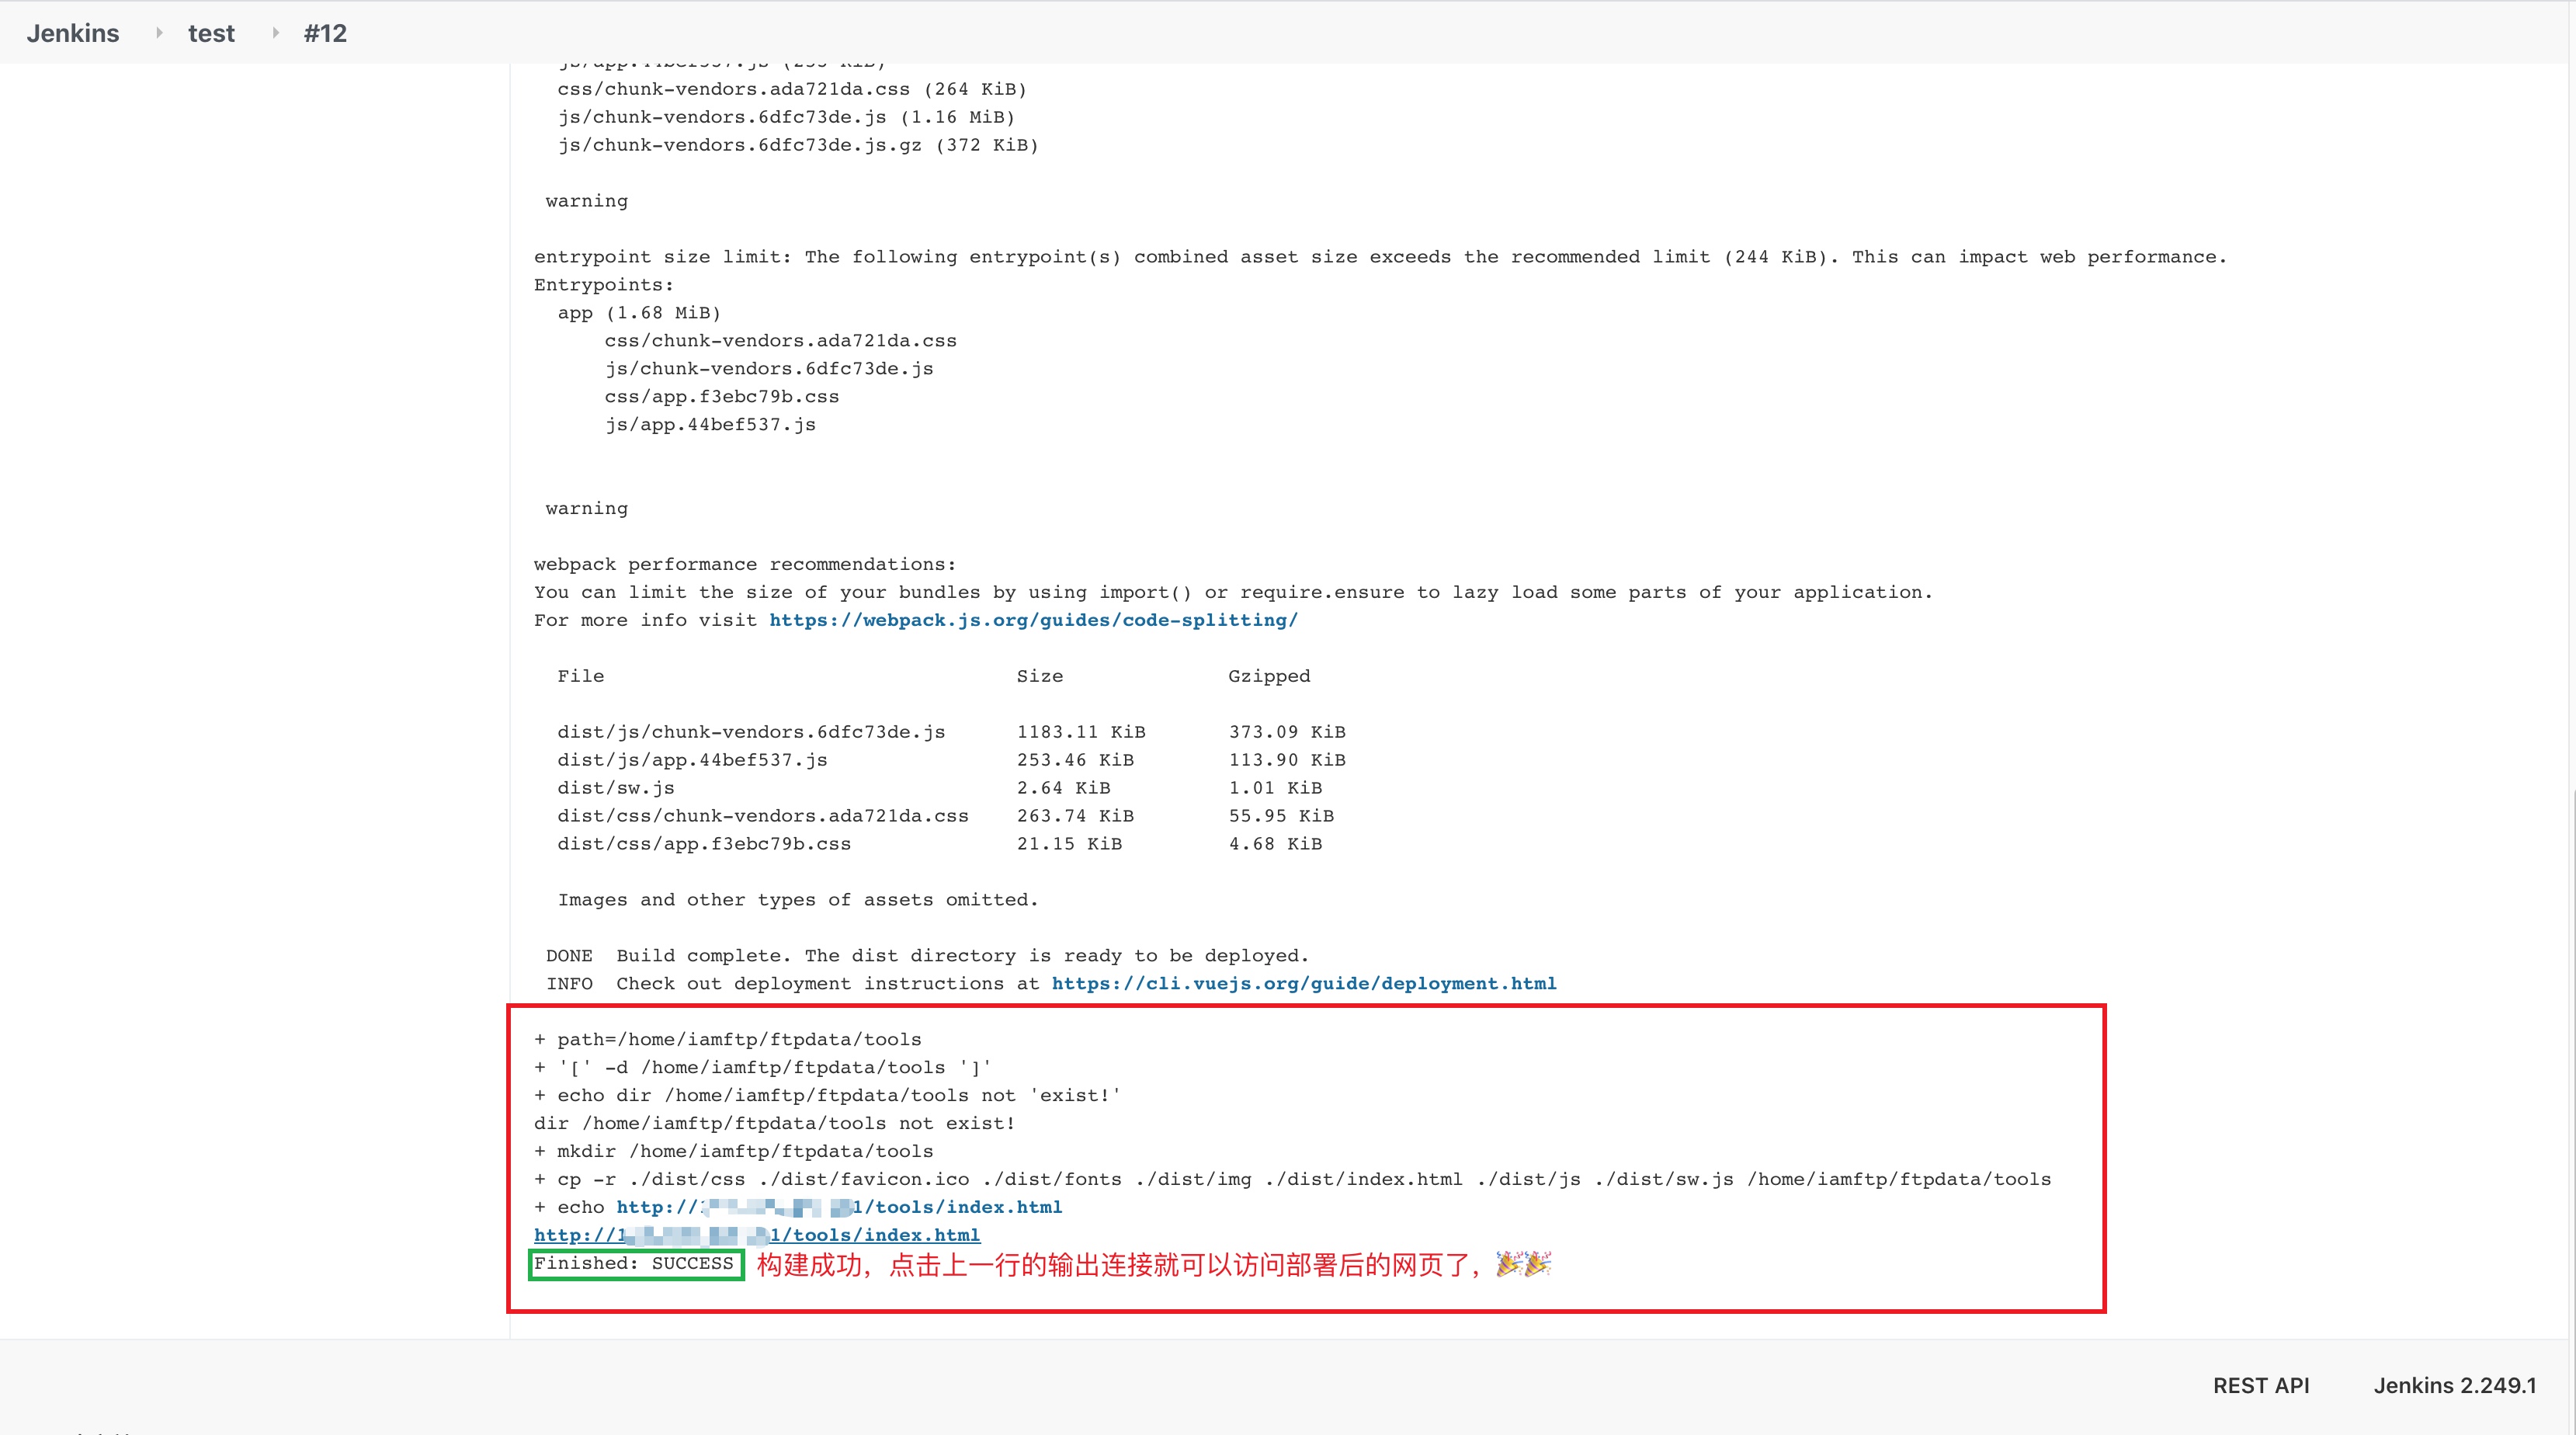 Jenkins test #12
css/chunk-vendors.ada721da.css (264 KiB)
js/chunk-vendors.6dfc73de.js (1.16 MiB)
js/chunk-vendors.6dfc73de.js.gz (372 KiB)
warning
entrypoint size limit: The following entrypoint(s) combined asset size exceeds the recommended limit (244 KiB). This can impact web performance.
Entrypoints:
app (1.68 MiB)
css/chunk-vendors.ada721da.css
js/chunk-vendors.6dfc73de.js
css/app.f3ebc79b.css
js/app.44bef537.js
warning
webpack performance recommendations:
You can limit the size of your bundles by using import() or require.ensure to lazy load some parts of your application.
For more info visit https://webpack.js.org/guides/code-splitting/
File Size Gzipped
dist/js/chunk-vendors.6dfc73de.js 1183.11 KiB 373.09 KiB
dist/js/app.44bef537.js 253.46 KiB 113.90 KiB
dist/sw.js 2.64 KiB 1.01 KiB
dist/css/chunk-vendors.ada721da.css 263.74 KiB 55.95 KiB
dist/css/app.f3ebc79b.css 21.15 KiB 4.68 KiB
Images and other types of assets omitted.
DONE Build complete. The dist directory is ready to be deployed.
INFO Check out deployment instructions at https://cli.vuejs.org/guide/deployment.html
+ path=/home/iamftp/ftpdata/tools
+ '[' -d /home/iamftp/ftpdata/tools ']'
+ echo dir /home/iamftp/ftpdata/tools not 'exist!'
dir /home/iamftp/ftpdata/tools not exist!
+ mkdir /home/iamftp/ftpdata/tools
+ cp -r ./dist/css ./dist/favicon.ico ./dist/fonts ./dist/img ./dist/index.html ./dist/js ./dist/sw.js /home/iamftp/ftpdata/tools
+ echo http:// 1/tools/index.html
http://1 1/tools/index.html
Finished: SUCCESS 构建成功，点击上一行的输出连接就可以访问部署后的网页了，🎉🎉
REST API Jenkins 2.249.1